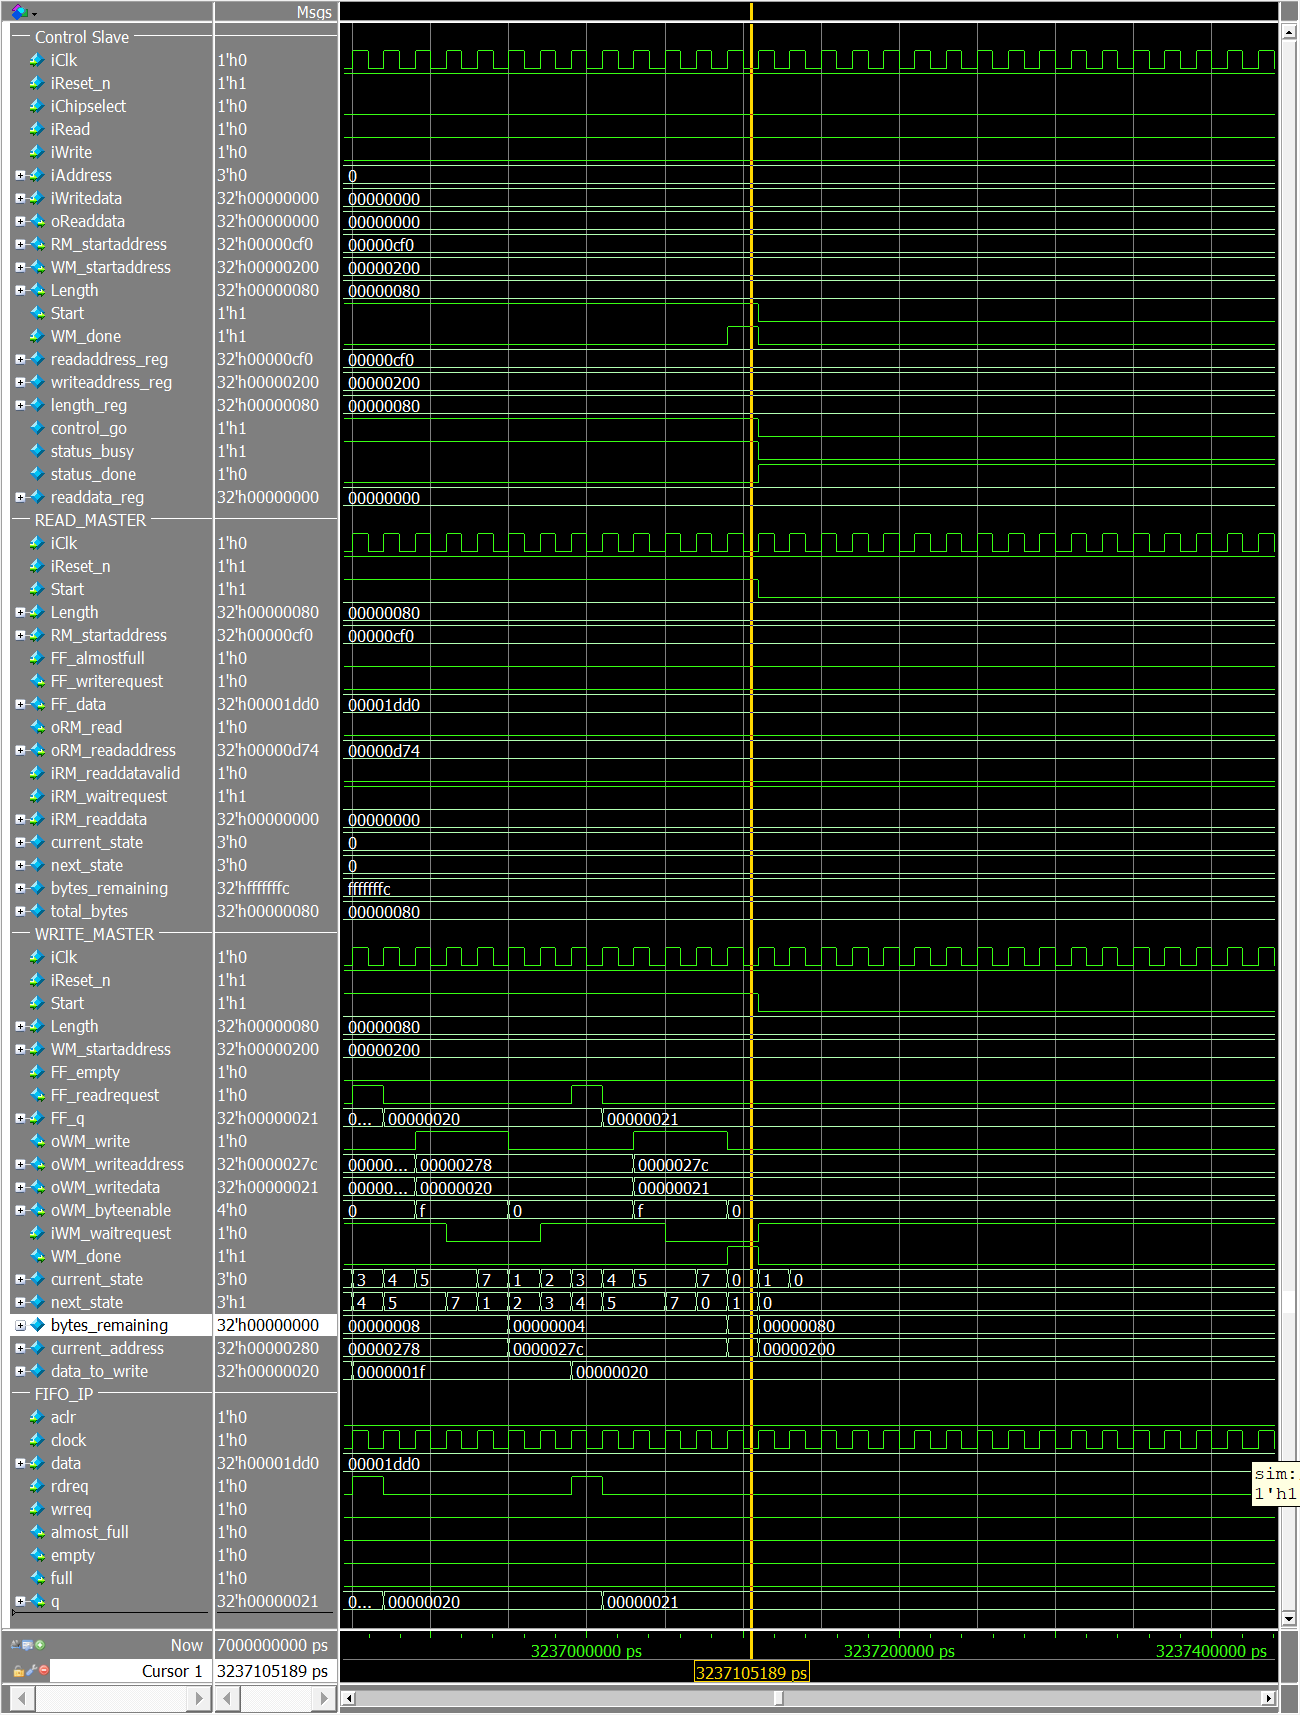 Msgs
Control Slave
iClk 1'h0
iReset_n 1'h1
iChipselect 1'h0
iRead 1'h0
iWrite 1'h0
iAddress 3'h0 0
iWritedata 32'h00000000 00000000
oReaddata 32'h00000000 00000000
RM_startaddress 32'h00000cf0 00000cf0
WM_startaddress 32'h00000200 00000200
Length 32'h00000080 00000080
Start 1'h1
WM_done 1'h1
readaddress_reg 32'h00000cf0 00000cf0
writeaddress_reg 32'h00000200 00000200
length_reg 32'h00000080 00000080
control_go 1'h1
status_busy 1'h1
status_done 1'h0
readdata_reg 32'h00000000 00000000
READ_MASTER
iClk 1'h0
iReset_n 1'h1
Start 1'h1
Length 32'h00000080 00000080
RM_startaddress 32'h00000cf0 00000cf0
FF_almostfull 1'h0
FF_writerequest 1'h0
FF_data 32'h00001dd0 00001dd0
oRM_read 1'h0
oRM_readaddress 32'h00000d74 00000d74
iRM_readdatavalid 1'h0
iRM_waitrequest 1'h1
iRM_readdata 32'h00000000 00000000
current_state 3'h0 0
next_state 3'h0 0
bytes_remaining 32'hfffffffc fffffffc
total_bytes 32'h00000080 00000080
WRITE_MASTER
iClk 1'h0
iReset_n 1'h1
Start 1'h1
Length 32'h00000080 00000080
WM_startaddress 32'h00000200 00000200
FF_empty 1'h0
FF_readrequest 1'h0
FF_q 32'h00000021 0... 00000020 00000021
oWM_write 1'h0
oWM_writeaddress 32'h0000027c 00000... 00000278 0000027c
oWM_writedata 32'h00000021 00000... 00000020 00000021
oWM_byteenable 4'h0 0 f 0 f 0
iWM_waitrequest 1'h0
WM_done 1'h1
current_state 3'h0 3 4 5 7 1 2 3 4 5 7 0 1 0
next_state 3'h1 4 5 7 1 2 3 4 5 7 0 1 0
bytes_remaining 32'h00000000 00000008 00000004 00000080
current_address 32'h00000280 00000278 0000027c 00000200
data_to_write 32'h00000020 0000001f 00000020
FIFO_IP
aclr 1'h0
clock 1'h0
data 32'h00001dd0 00001dd0
rdreq 1'h0
wrreq 1'h0
almost_full 1'h0
empty 1'h0
full 1'h0
q 32'h00000021 0... 00000020 00000021
sim:
1'h1
Now 7000000000 ps 3237000000 ps 3237200000 ps 3237400000 ps
Cursor 1 3237105189 ps 3237105189 ps